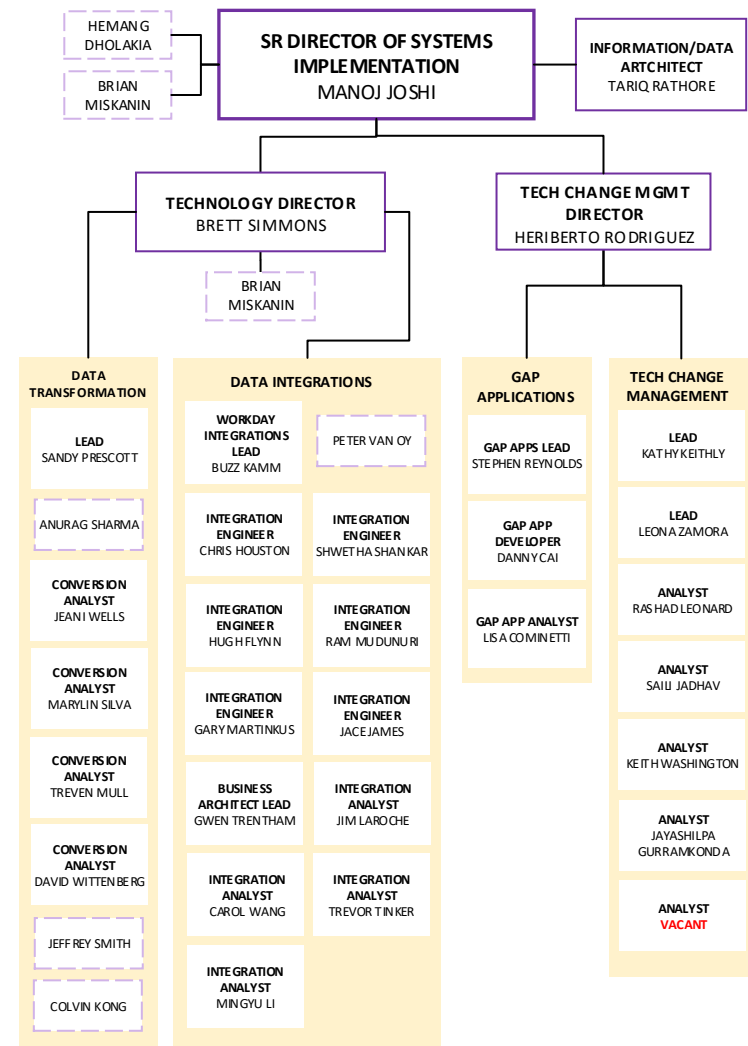 HEMANG
DHOLAKIA
BRIAN
MISKANIN
SR DIRECTOR OF SYSTEMS
IMPLEMENTATION
MANOJ JOSHI
INFORMATION/DATA
ARTCHITECT
TARIQ RATHORE
TECHNOLOGY DIRECTOR
BRETT SIMMONS
TECH CHANGE MGMT
DIRECTOR
HERIBERTO RODRIGUEZ
BRIAN
MISKANIN
DATA
TRANSFORMATION
LEAD
SANDY PRESCOTT
ANURAG SHARMA
CONVERSION
ANALYST
JEANI WELLS
CONVERSION
ANALYST
MARYLIN SILVA
CONVERSION
ANALYST
TREVEN MULL
CONVERSION
ANALYST
DAVID WITTENBERG
JEFFREY SMITH
COLVIN KONG
DATA INTEGRATIONS
WORKDAY
INTEGRATIONS
LEAD
BUZZ KAMM
PETER VAN OY
INTEGRATION
ENGINEER
CHRIS HOUSTON
INTEGRATION
ENGINEER
SHWETHA SHANKAR
INTEGRATION
ENGINEER
HUGH FLYNN
INTEGRATION
ENGINEER
RAM MUDUNURI
INTEGRATION
ENGINEER
GARY MARTINKUS
INTEGRATION
ENGINEER
JACE JAMES
BUSINESS
ARCHITECT LEAD
GWEN TRENTHAM
INTEGRATION
ANALYST
JIM LAROCHE
INTEGRATION
ANALYST
CAROL WANG
INTEGRATION
ANALYST
TREVOR TINKER
INTEGRATION
ANALYST
MINGYU LI
GAP
APPLICATIONS
GAP APPS LEAD
STEPHEN REYNOLDS
GAP APP
DEVELOPER
DANNY CAI
GAP APP ANALYST
LISA COMINETTI
TECH CHANGE
MANAGEMENT
LEAD
KATHY KEITHLY
LEAD
LEONA ZAMORA
ANALYST
RASHAD LEONARD
ANALYST
SAILI JADHAV
ANALYST
KEITH WASHINGTON
ANALYST
JAYASHILPA
GURRAMKONDA
ANALYST
VACANT